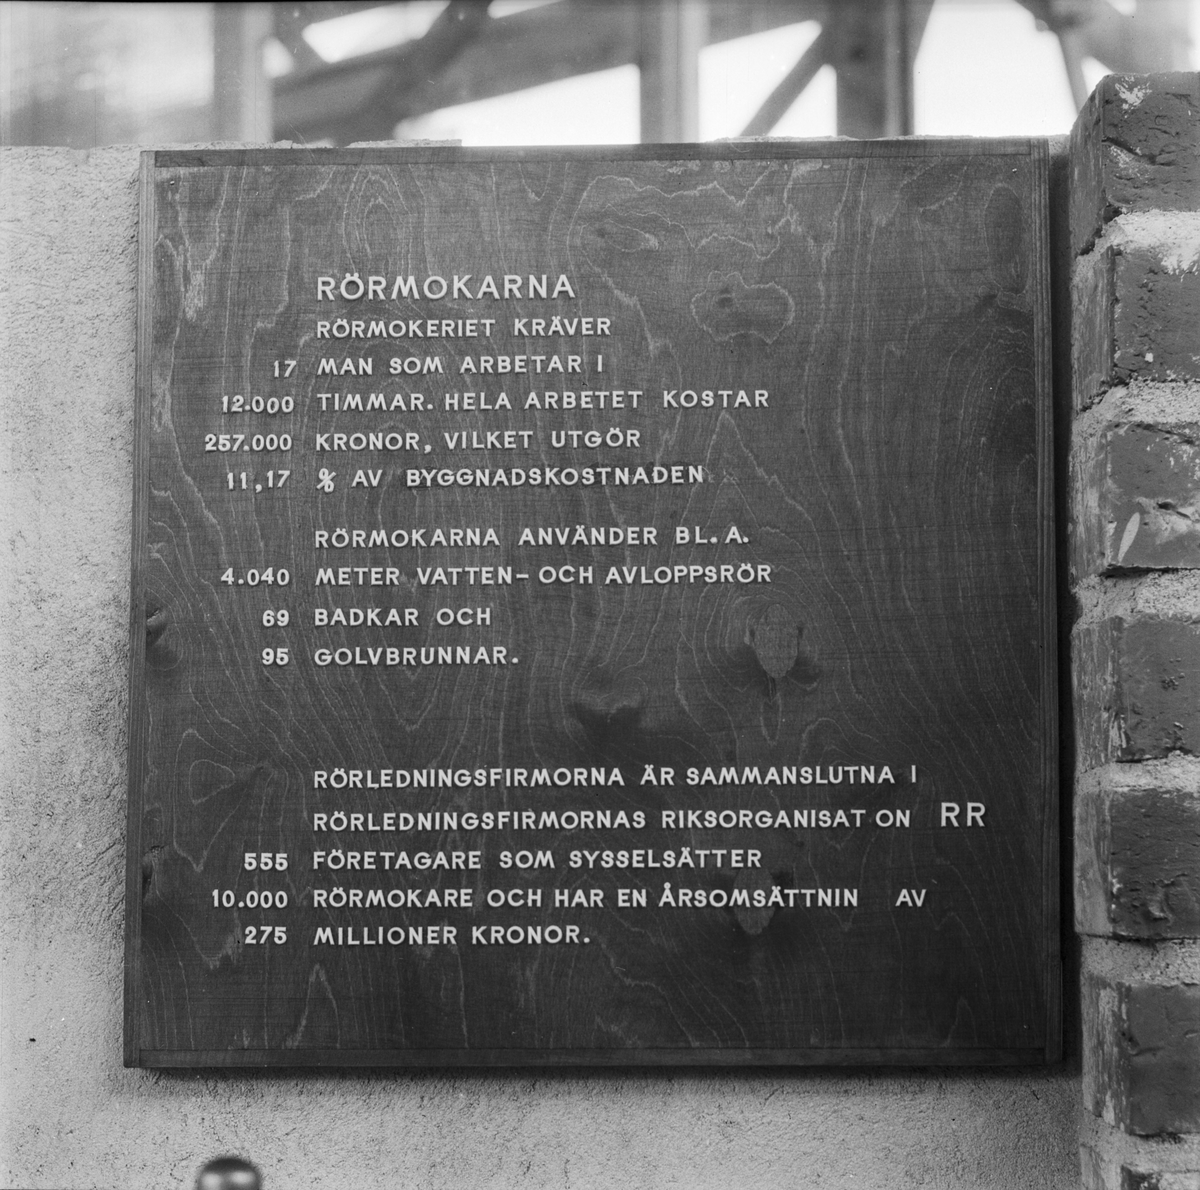 RÖRMOKARNA
RÖRMOKERIET KRÄVER
17 MAN SOM ARBETAR I
12.000 TIMMAR. HELA ARBETET KOSTAR
257.000 KRONOR, VILKET UTGÖR
11,17 % AV BYGGNADSKOSTNADEN
RÖRMOKARNA ANVÄNDER BL. A.
4.040 METER VATTEN- OCH AVLOPPSRÖR
69 BADKAR OCH
95 GOLVBRUNNAR.
RÖRLEDNINGSFIRMORNA ÄR SAMMANSLUTNA I
RÖRLEDNINGSFIRMORNAS RIKSORGANISAT ON RR
555 FÖRETAGARE SOM SYSSELSÄTTER
10.000 RÖRMOKARE OCH HAR EN ÅRSOMSÄTTNIN AV
275 MILLIONER KRONOR.